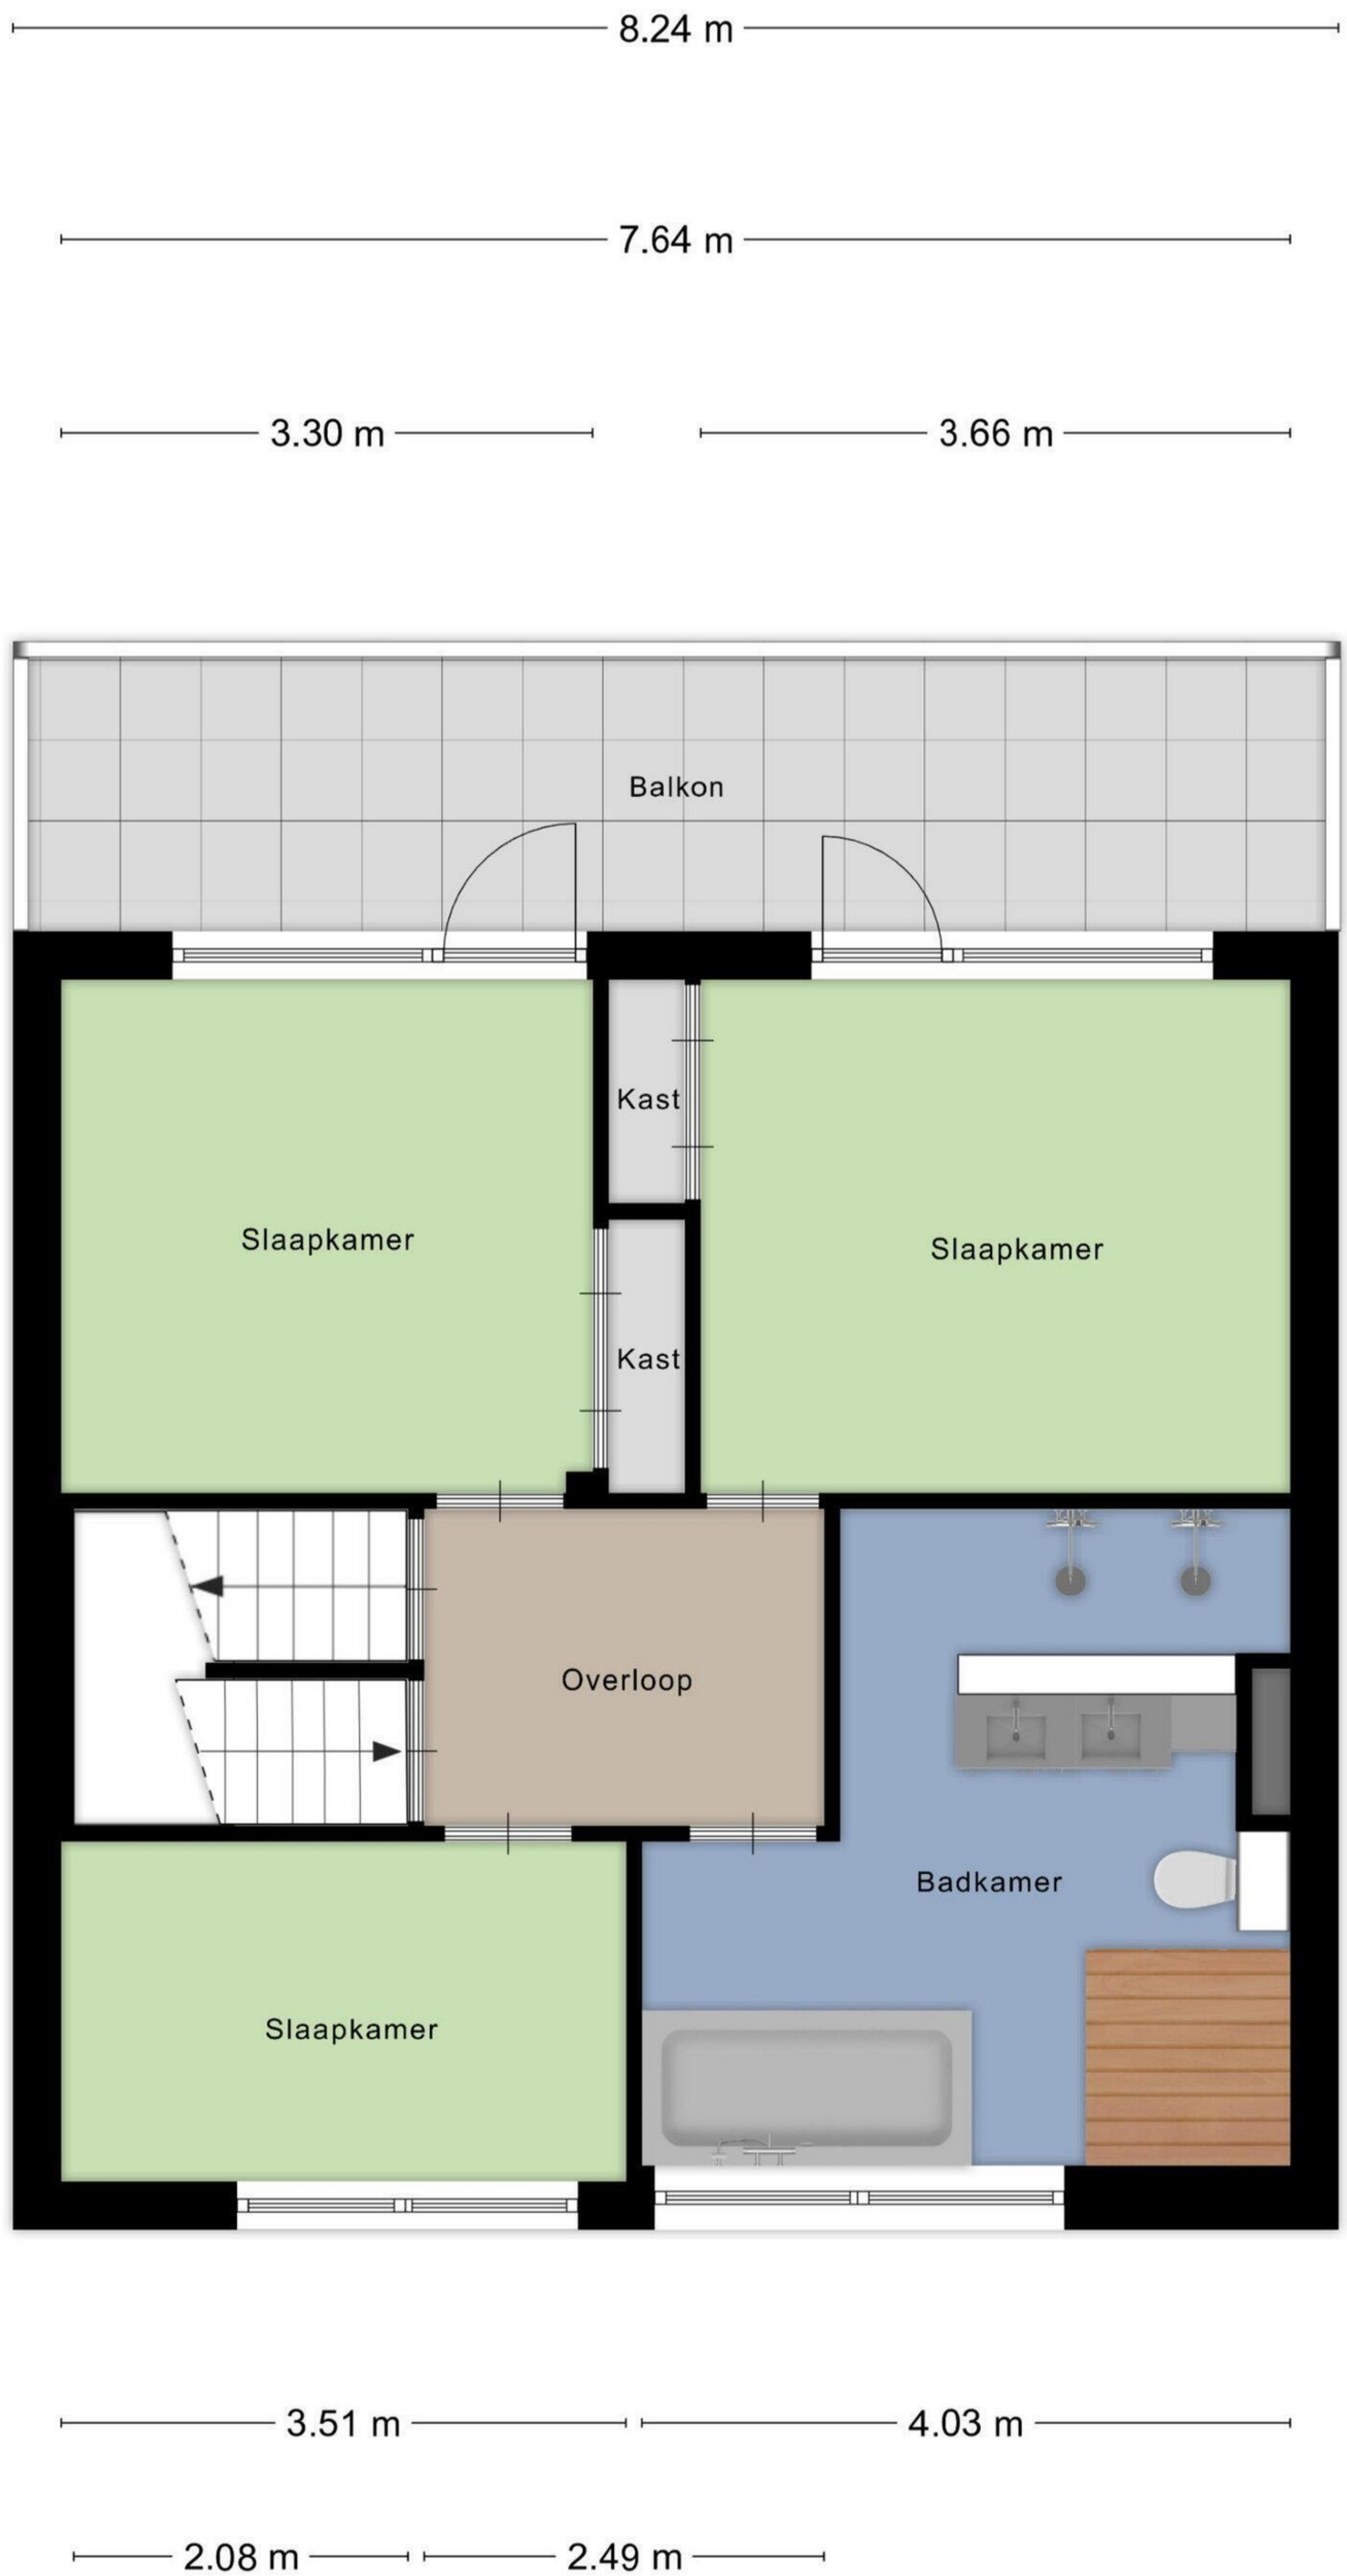 8.24 m
7.64 m
3.30 m
3.66 m
Balkon
Kast
Slaapkamer
Slaapkamer
Kast
Overloop
Badkamer
Slaapkamer
3.51 m
4.03 m
2.08 m
2.49 m